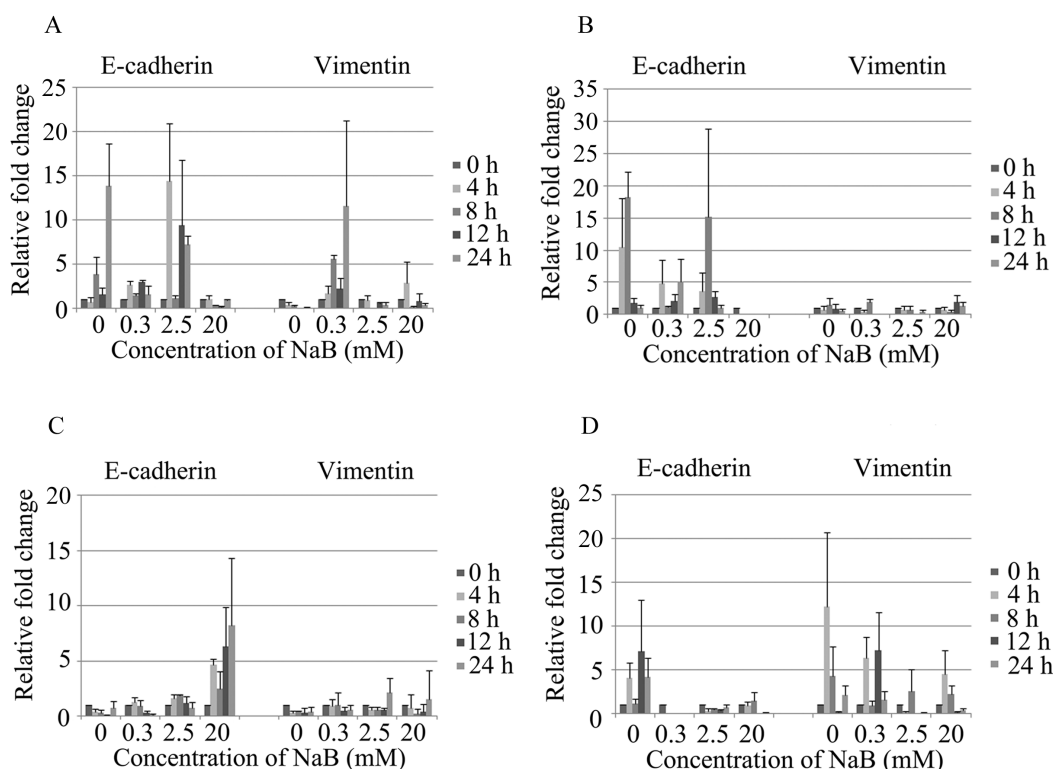 A
E-cadherin Vimentin
Relative fold change
25
20
15
10
5
0
0 0.3 2.5 20 0 0.3 2.5 20
Concentration of NaB (mM)
0 h
4 h
8 h
12 h
24 h
B
E-cadherin Vimentin
Relative fold change
35
30
25
20
15
10
5
0
0 0.3 2.5 20 0 0.3 2.5 20
Concentration of NaB (mM)
0 h
4 h
8 h
12 h
24 h
C
E-cadherin Vimentin
Relative fold change
20
15
10
5
0
0 0.3 2.5 20 0 0.3 2.5 20
Concentration of NaB (mM)
0 h
4 h
8 h
12 h
24 h
D
E-cadherin Vimentin
Relative fold change
25
20
15
10
5
0
0 0.3 2.5 20 0 0.3 2.5 20
Concentration of NaB (mM)
0 h
4 h
8 h
12 h
24 h